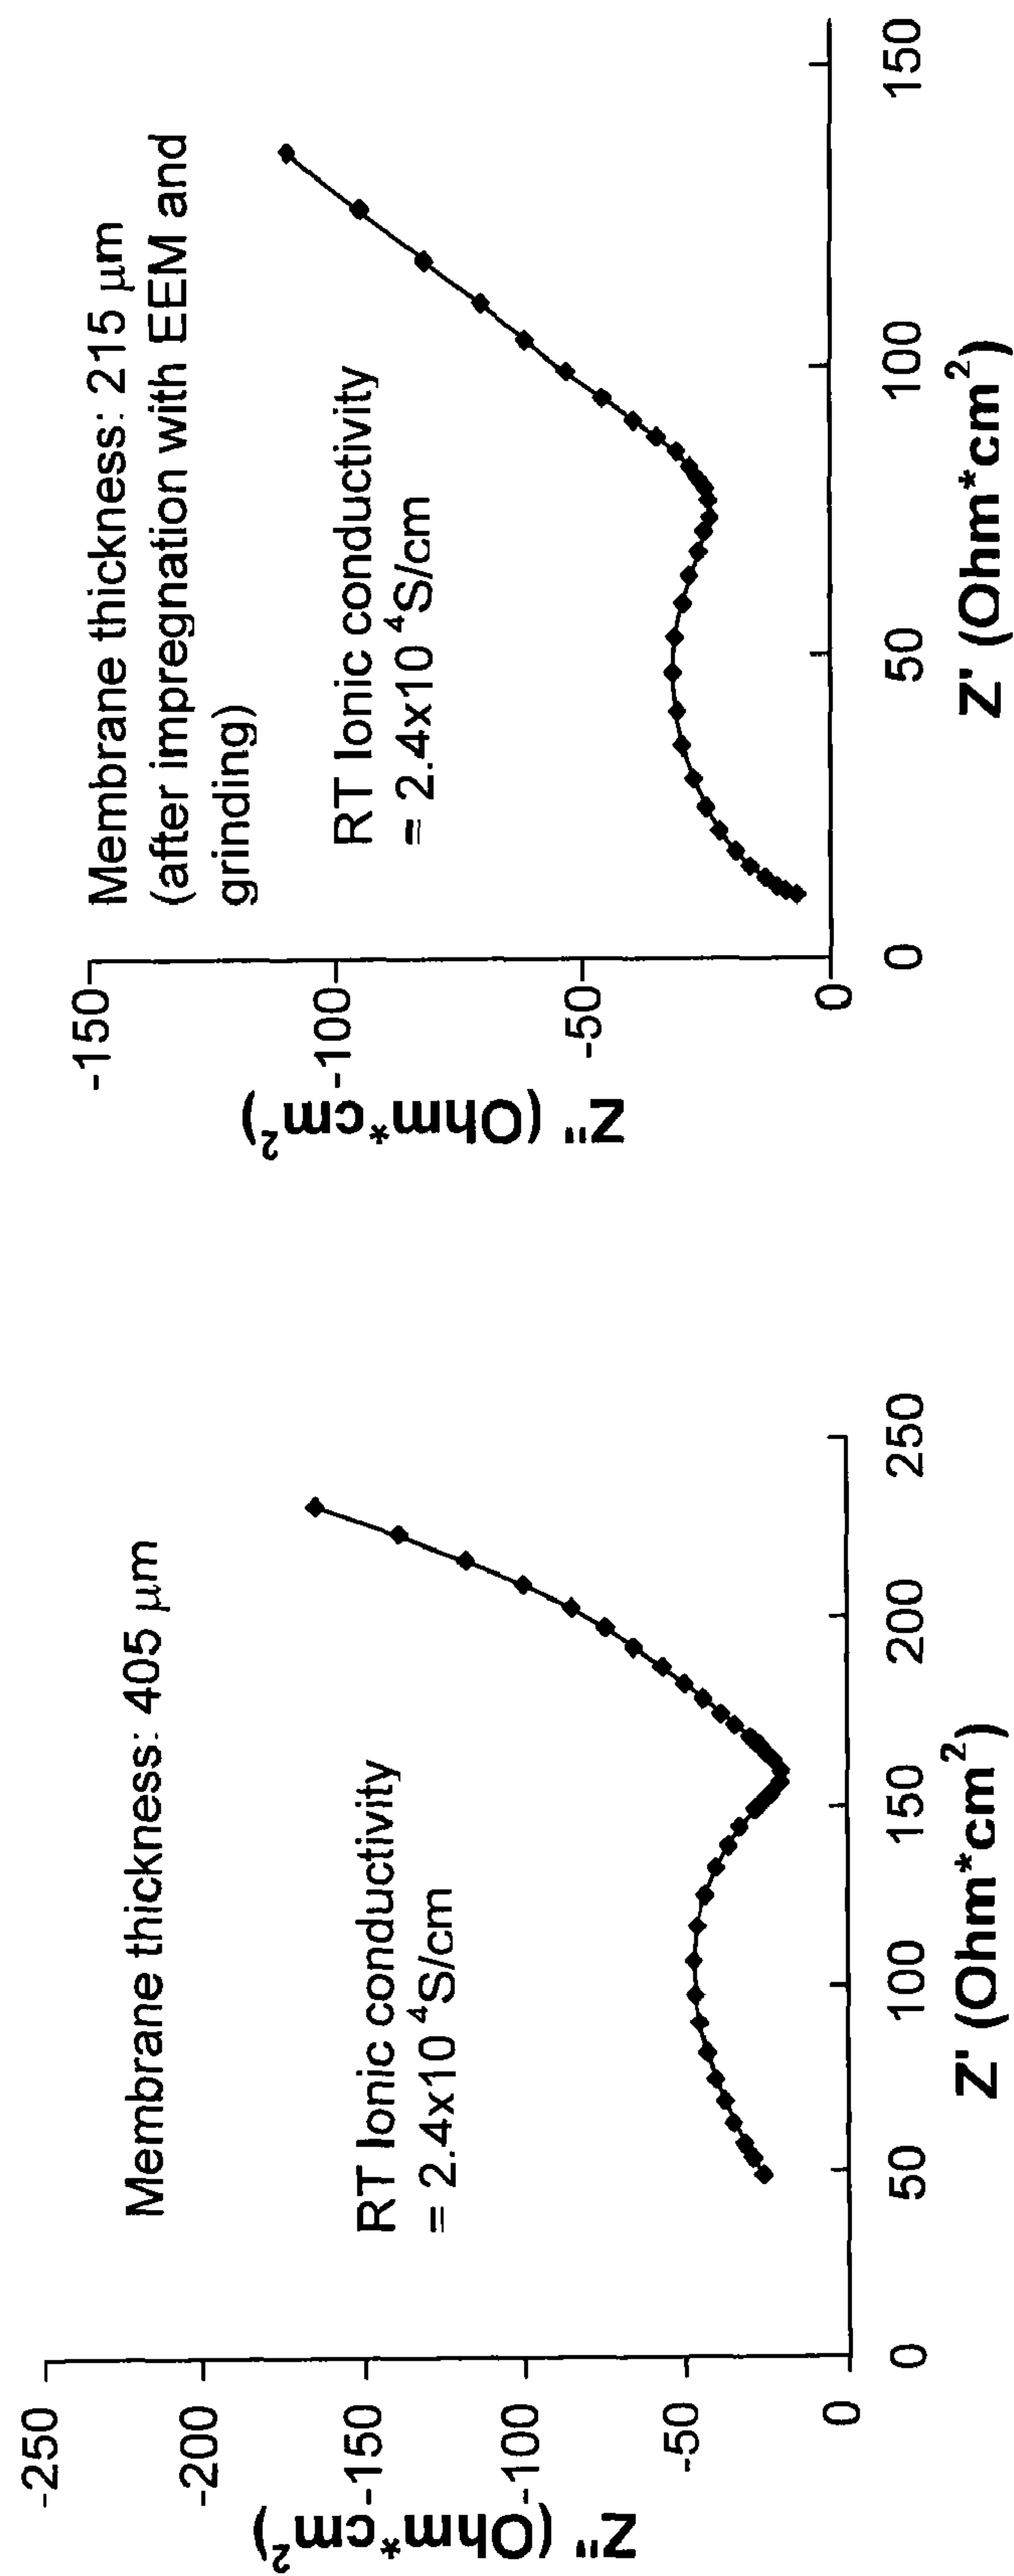 Membrane thickness: 405 μm
RT Ionic conductivity
= 2.4x10 ⁴S/cm
Z" (Ohm*cm²)
-250
-200
-150
-100
-50
0
0
50
100
150
200
250
Z' (Ohm*cm²)
Membrane thickness: 215 μm
(after impregnation with EEM and
grinding)
RT Ionic conductivity
= 2.4x10 ⁴S/cm
Z" (Ohm*cm²)
-150
-100
-50
0
0
50
100
150
Z' (Ohm*cm²)